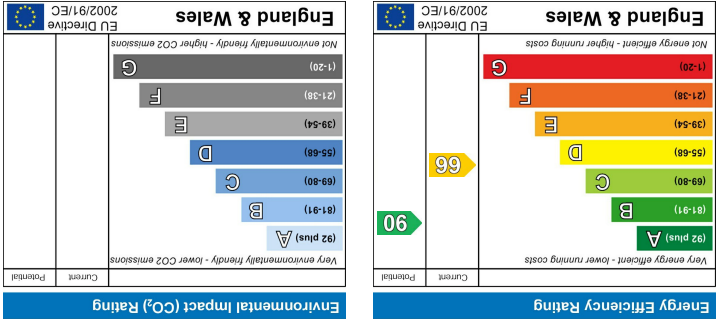 Energy Efficiency Rating
Current
Potential
Very energy efficient - lower running costs
(92 plus) A
(81-91) B
90
(69-80) C
(55-68) D
66
(39-54) E
(21-38) F
(1-20) G
Not energy efficient - higher running costs
England & Wales
EU Directive
2002/91/EC
Environmental Impact (CO₂) Rating
Current
Potential
Very environmentally friendly - lower CO2 emissions
(92 plus) A
(81-91) B
(69-80) C
(55-68) D
(39-54) E
(21-38) F
(1-20) G
Not environmentally friendly - higher CO2 emissions
England & Wales
EU Directive
2002/91/EC